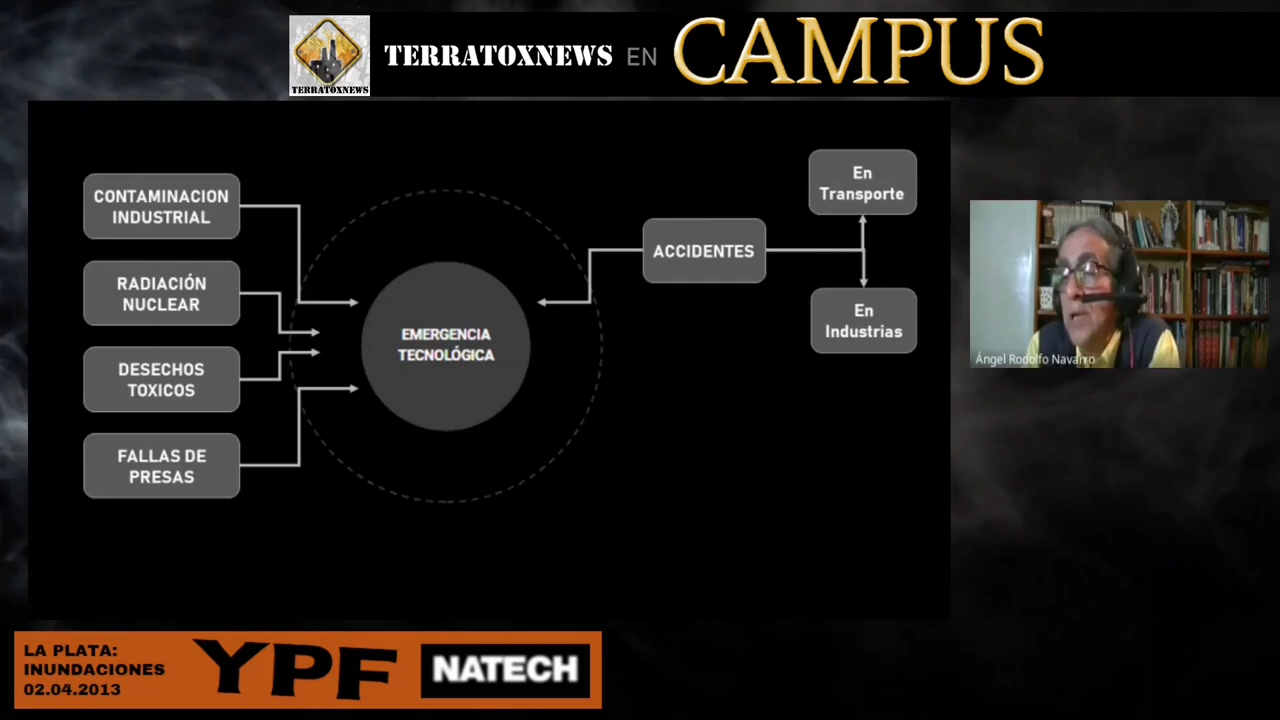 TERRATOXNEWS EN CAMPUS
TERRATOXNEWS
CONTAMINACION
INDUSTRIAL
RADIACIÓN
NUCLEAR
DESECHOS
TOXICOS
FALLAS DE
PRESAS
EMERGENCIA
TECNOLÓGICA
ACCIDENTES
En
Transporte
En
Industrias
Ángel Rodolfo Navarro
LA PLATA:
INUNDACIONES
02.04.2013
YPF
NATECH